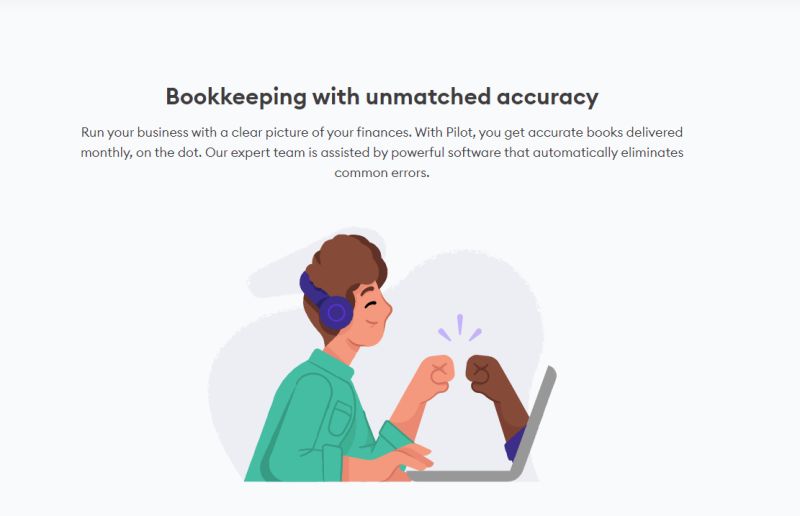 Bookkeeping with unmatched accuracy
Run your business with a clear picture of your finances. With Pilot, you get accurate books delivered
monthly, on the dot. Our expert team is assisted by powerful software that automatically eliminates
common errors.